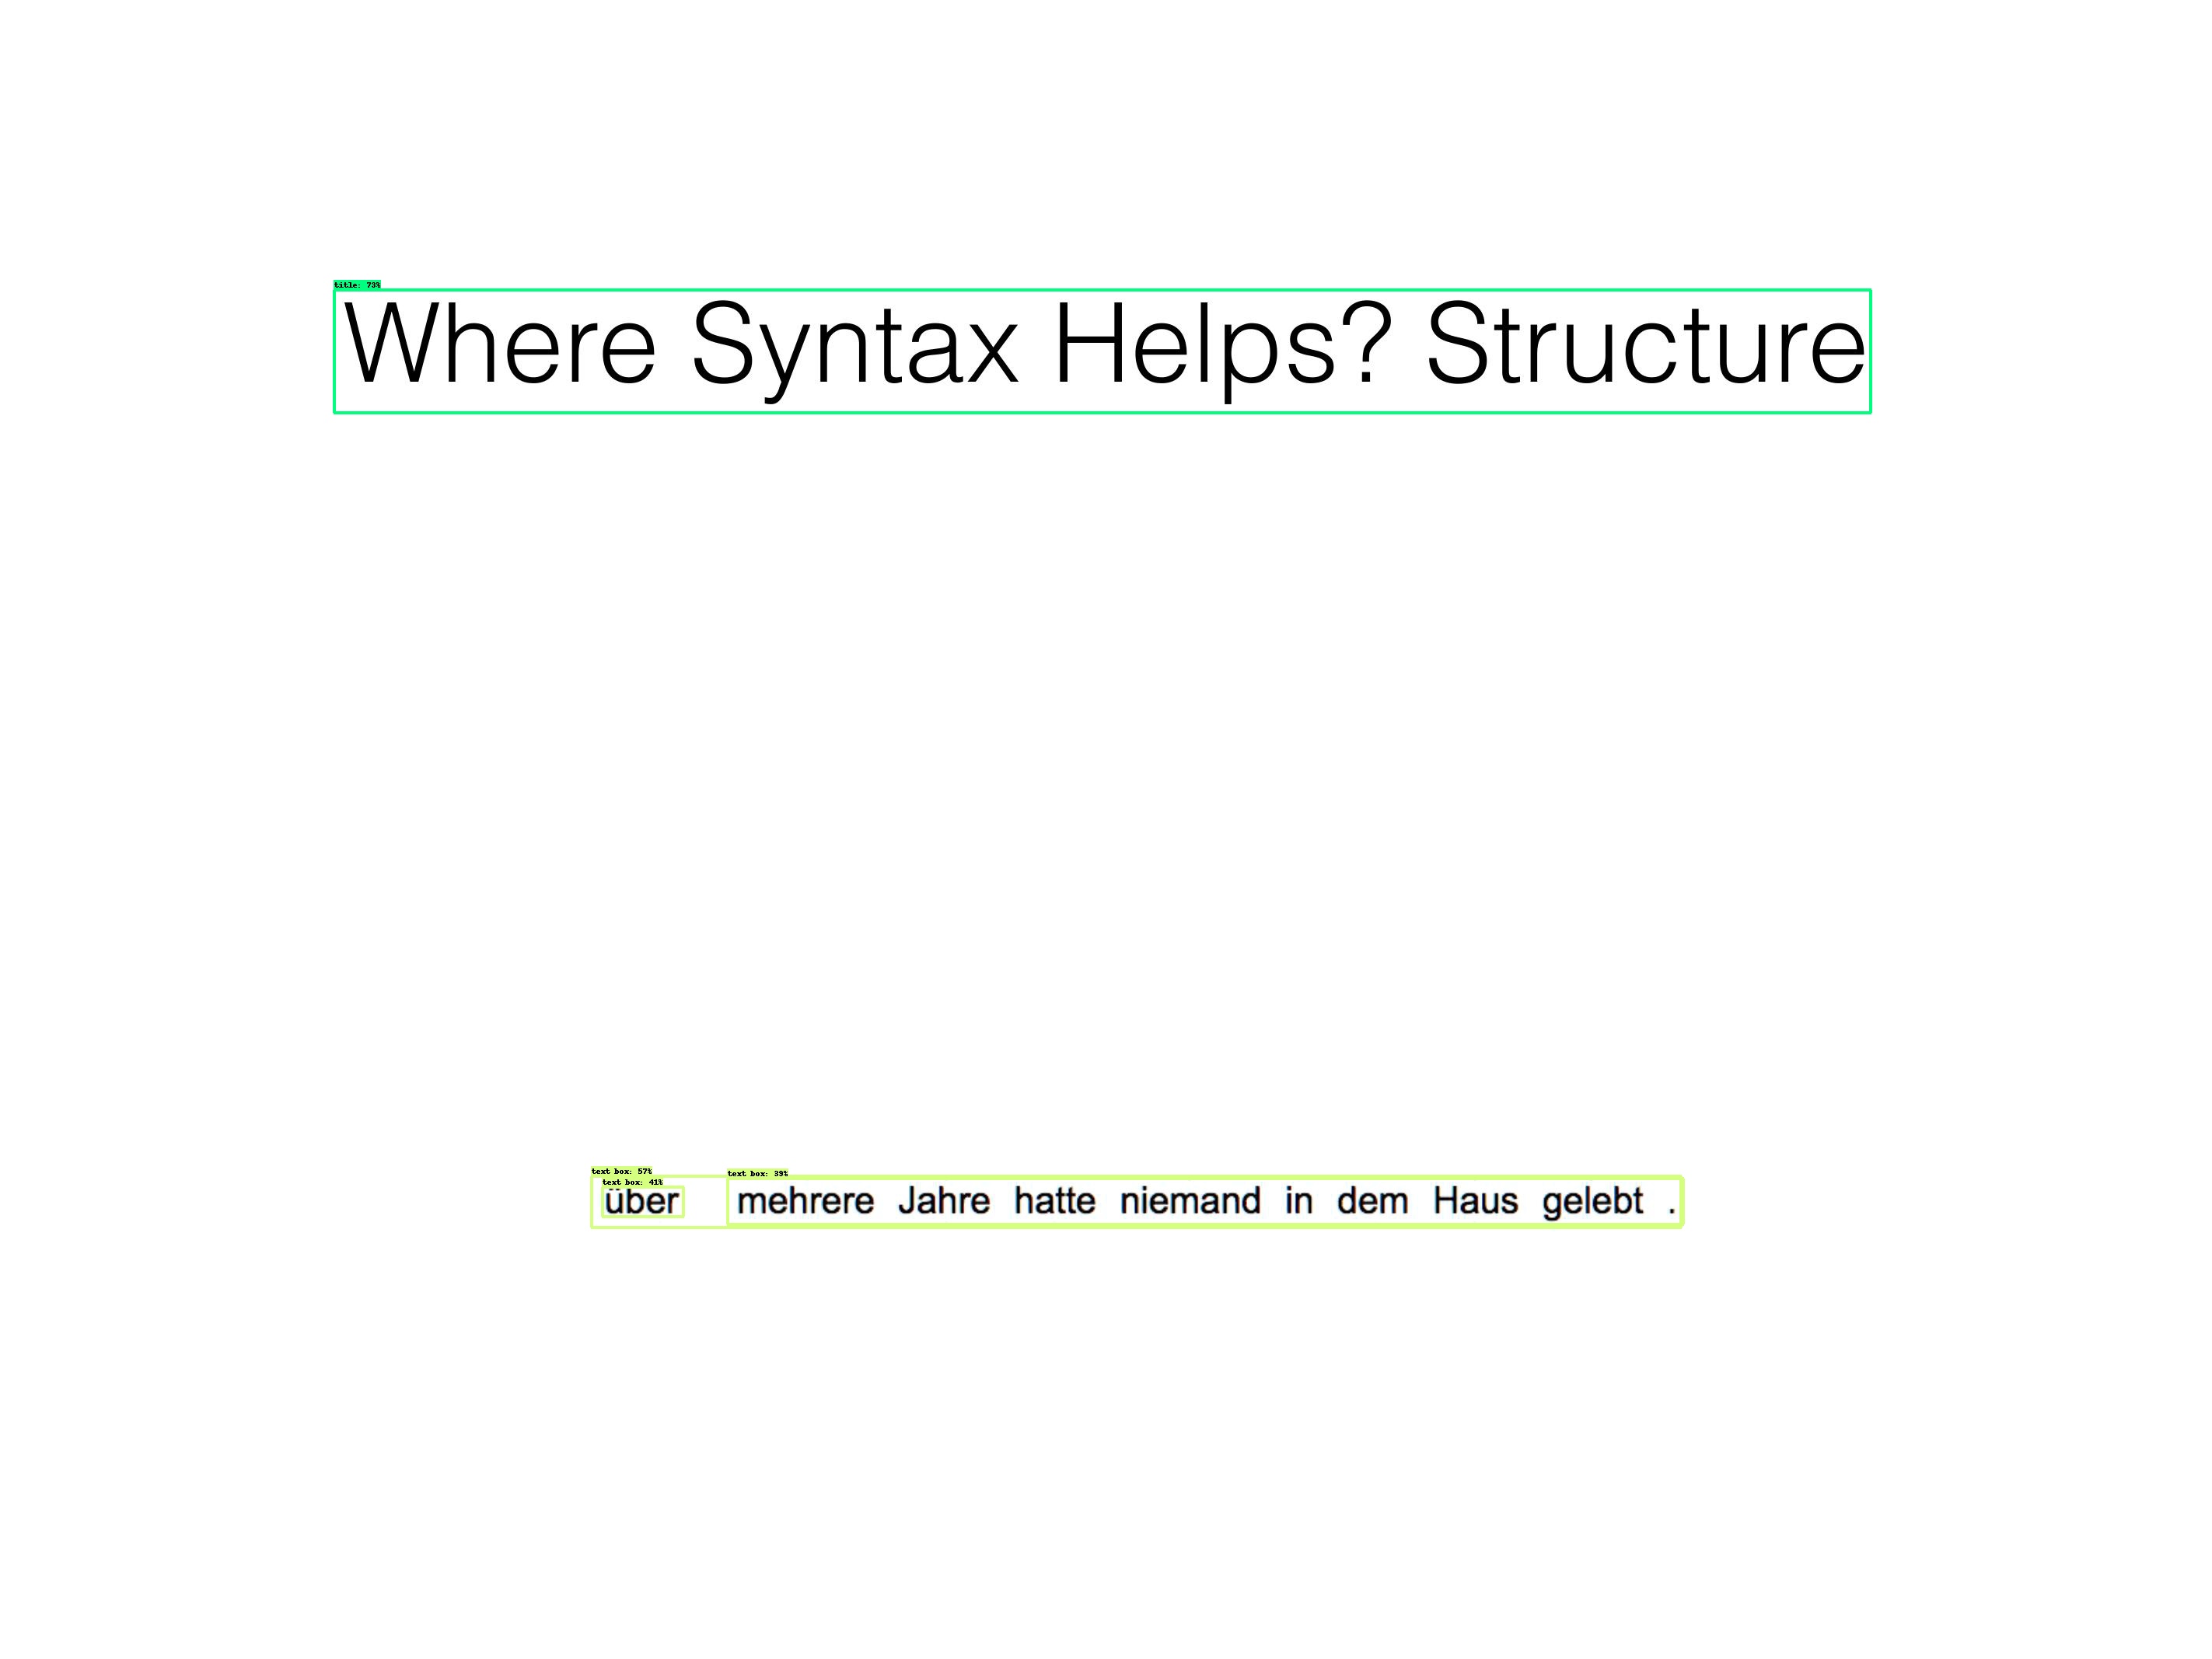 title: 73%
Where Syntax Helps? Structure
text box: 57%
text box: 39%
text box: 41%
über mehrere Jahre hatte niemand in dem Haus gelebt .